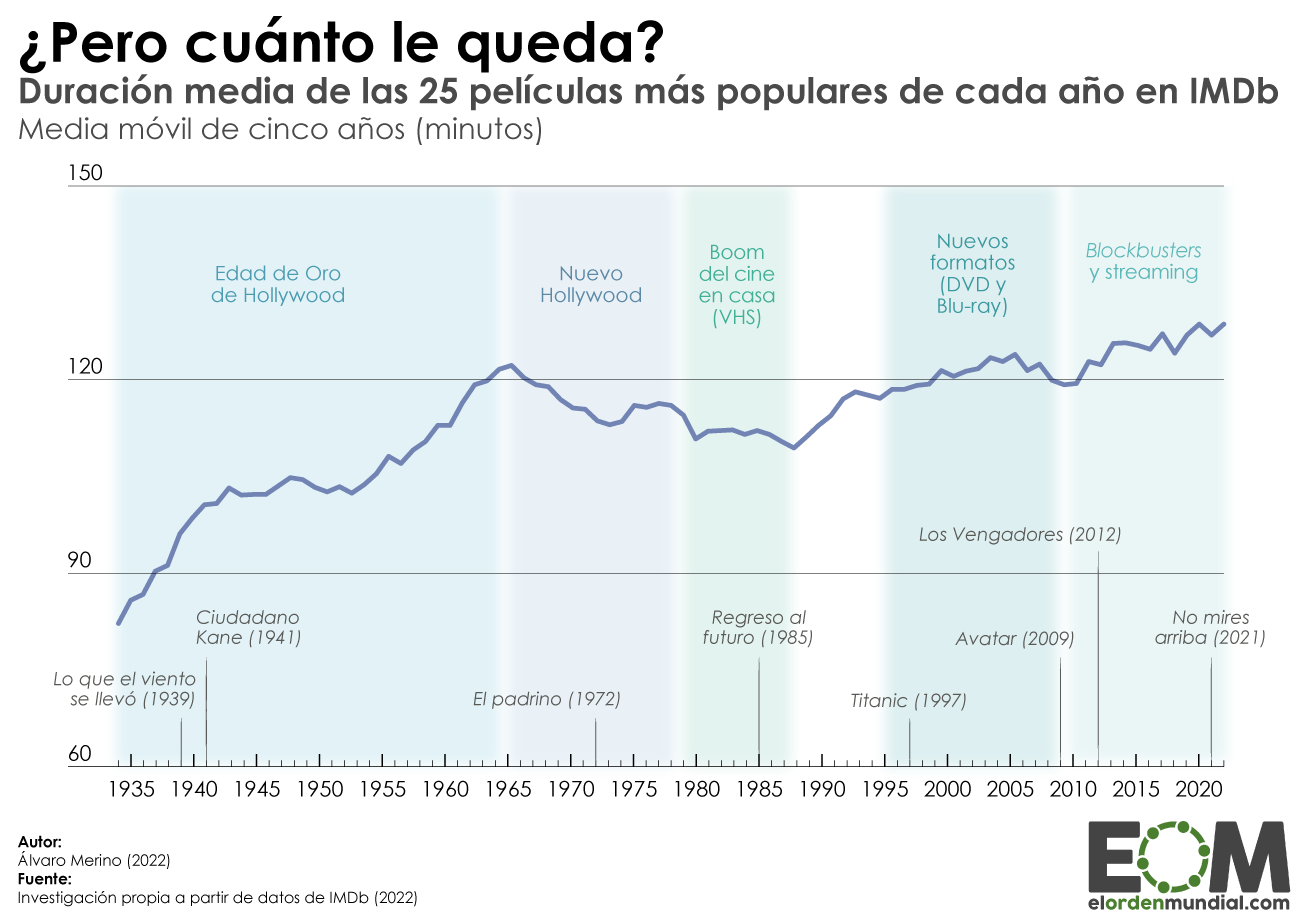 ¿Pero cuánto le queda?
Duración media de las 25 películas más populares de cada año en IMDb
Media móvil de cinco años (minutos)
150
120
90
60
Edad de Oro
de Hollywood
Nuevo
Hollywood
Boom
del cine
en casa
(VHS)
Nuevos
formatos
(DVD y
Blu-ray)
Blockbusters
y streaming
Lo que el viento
se llevó (1939)
Ciudadano
Kane (1941)
El padrino (1972)
Regreso al
futuro (1985)
Titanic (1997)
Avatar (2009)
Los Vengadores (2012)
No mires
arriba (2021)
1935 1940 1945 1950 1955 1960 1965 1970 1975 1980 1985 1990 1995 2000 2005 2010 2015 2020
Autor:
Álvaro Merino (2022)
Fuente:
Investigación propia a partir de datos de IMDb (2022)
EOM
elordenmundial.com